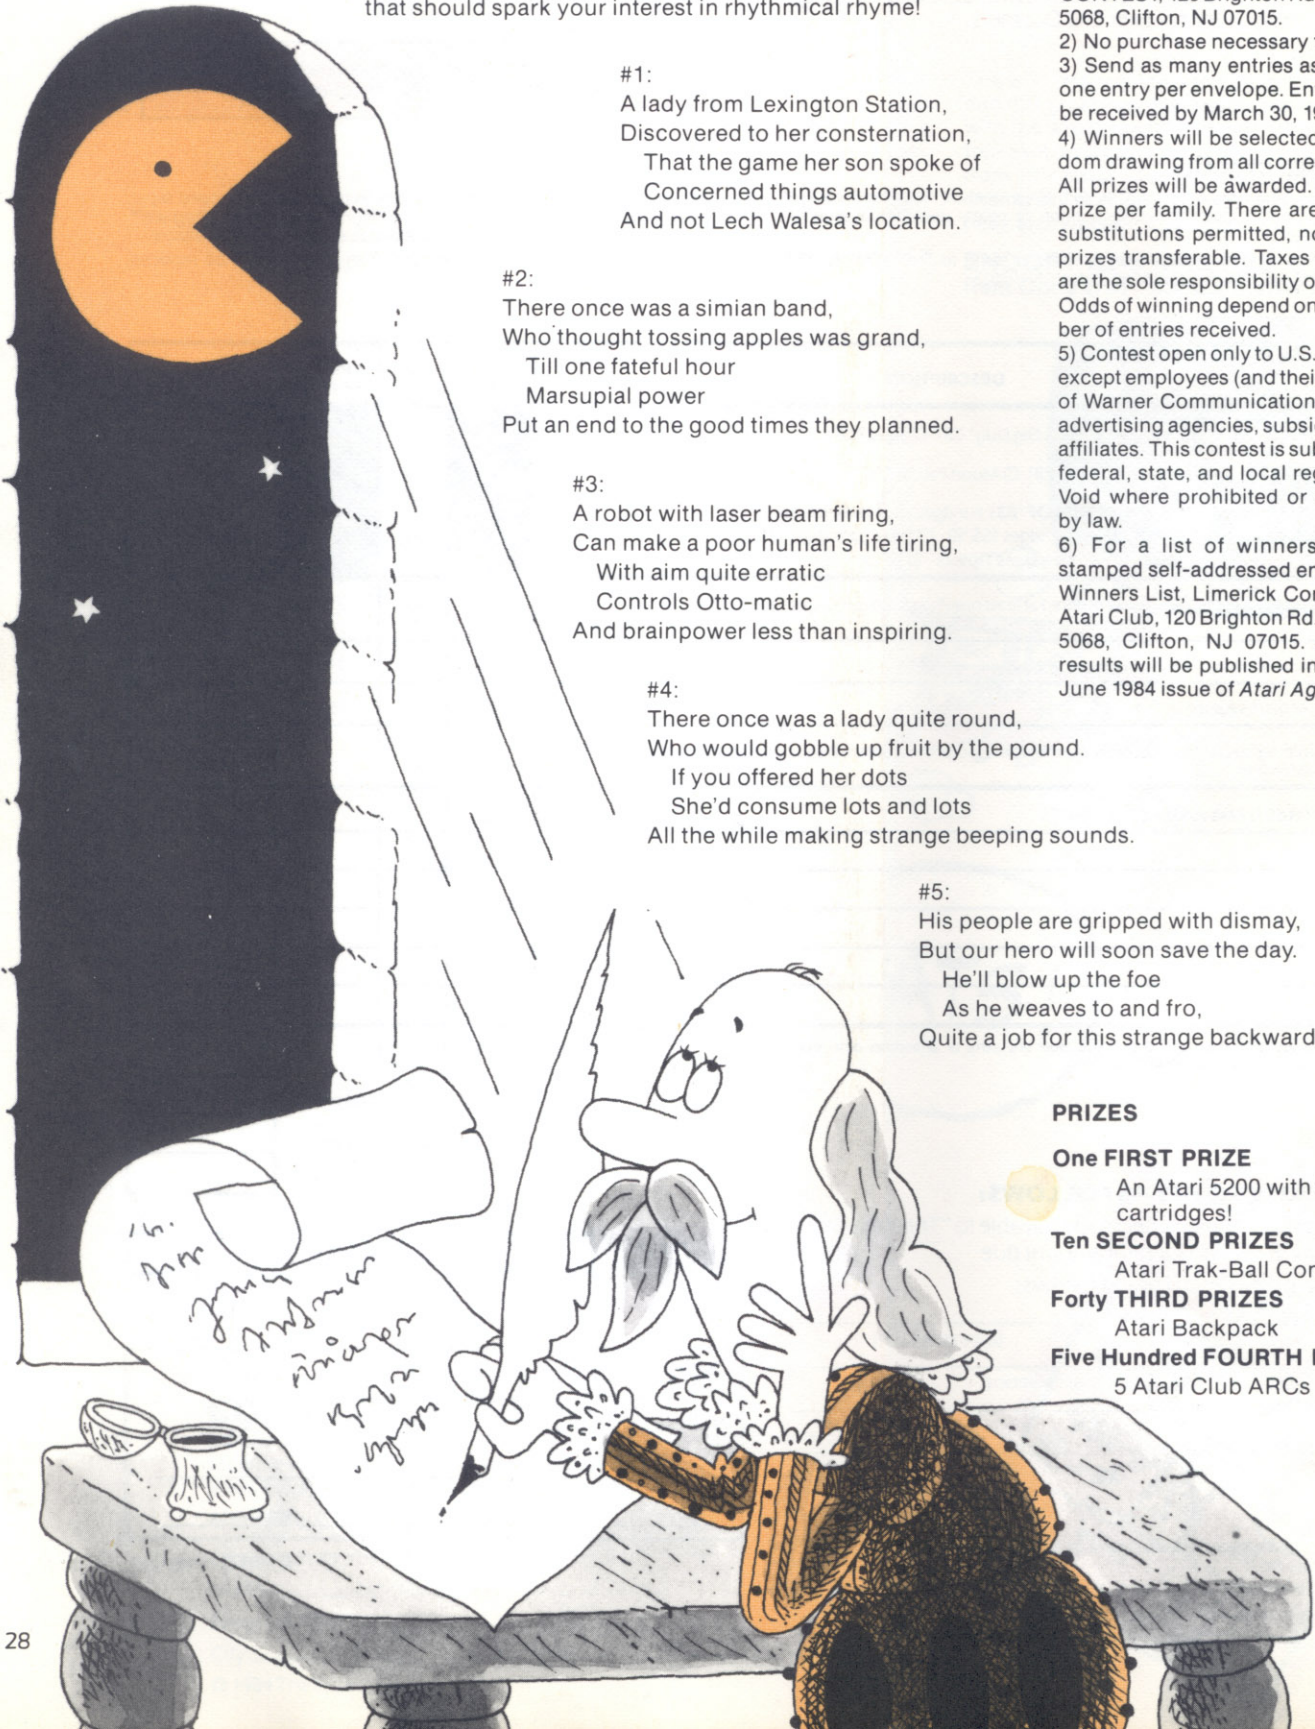 that should spark your interest in rhythmical rhyme!
#1:
A lady from Lexington Station,
Discovered to her consternation,
That the game her son spoke of
Concerned things automotive
And not Lech Walesa's location.
#2:
There once was a simian band,
Who thought tossing apples was grand,
Till one fateful hour
Marsupial power
Put an end to the good times they planned.
#3:
A robot with laser beam firing,
Can make a poor human's life tiring,
With aim quite erratic
Controls Otto-matic
And brainpower less than inspiring.
#4:
There once was a lady quite round,
Who would gobble up fruit by the pound.
If you offered her dots
She'd consume lots and lots
All the while making strange beeping sounds.
#5:
His people are gripped with dismay,
But our hero will soon save the day.
He'll blow up the foe
As he weaves to and fro,
Quite a job for this strange backward
5068, Clifton, NJ 07015.
2) No purchase necessary
3) Send as many entries as
one entry per envelope. En
be received by March 30, 1
4) Winners will be selected
dom drawing from all corre
All prizes will be awarded.
prize per family. There are
substitutions permitted, no
prizes transferable. Taxes
are the sole responsibility o
Odds of winning depend on
ber of entries received.
5) Contest open only to U.S.
except employees (and thei
of Warner Communication
advertising agencies, subsi
affiliates. This contest is sub
federal, state, and local reg
Void where prohibited or
by law.
6) For a list of winners
stamped self-addressed en
Winners List, Limerick Con
Atari Club, 120 Brighton Rd
5068, Clifton, NJ 07015.
results will be published in
June 1984 issue of Atari Ag
PRIZES
One FIRST PRIZE
An Atari 5200 with
cartridges!
Ten SECOND PRIZES
Atari Trak-Ball Con
Forty THIRD PRIZES
Atari Backpack
Five Hundred FOURTH
5 Atari Club ARCs
28